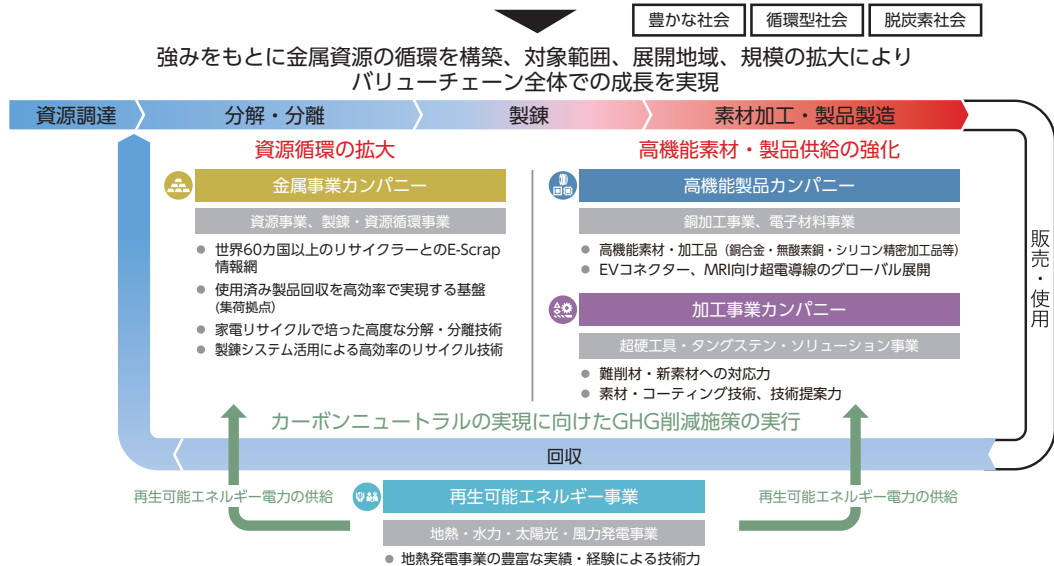 豊かな社会
循環型社会
脱炭素社会
強みをもとに金属資源の循環を構築、対象範囲、展開地域、規模の拡大により
バリューチェーン全体での成長を実現
資源調達
分解・分離
製錬
素材加工・製品製造
資源循環の拡大
金属事業カンパニー
資源事業、製錬・資源循環事業
● 世界60カ国以上のリサイクラーとのE-Scrap
情報網
● 使用済み製品回収を高効率で実現する基盤
(集荷拠点)
● 家電リサイクルで培った高度な分解・分離技術
● 製錬システム活用による高効率のリサイクル技術
高機能素材・製品供給の強化
高機能製品カンパニー
銅加工事業、電子材料事業
● 高機能素材・加工品（銅合金・無酸素銅・シリコン精密加工品等）
● EVコネクター、MRI向け超電導線のグローバル展開
加工事業カンパニー
超硬工具・タングステン・ソリューション事業
● 難削材・新素材への対応力
● 素材・コーティング技術、技術提案力
販売・使用
カーボンニュートラルの実現に向けたGHG削減施策の実行
回収
再生可能エネルギー電力の供給
再生可能エネルギー事業
再生可能エネルギー電力の供給
地熱・水力・太陽光・風力発電事業
● 地熱発電事業の豊富な実績・経験による技術力